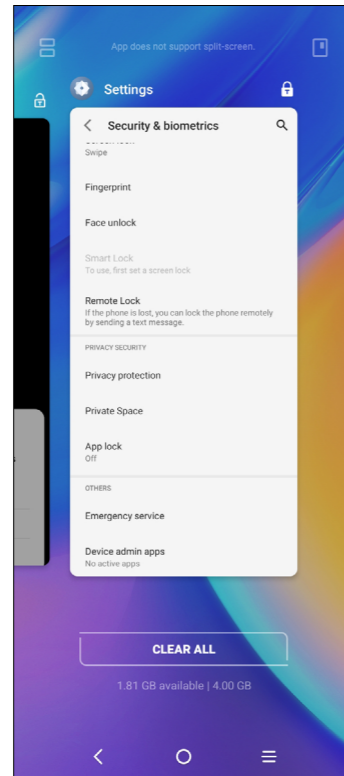 App does not support split-screen.
Settings
Security & biometrics
Swipe
Fingerprint
Face unlock
Smart Lock
To use, first set a screen lock
Remote Lock
If the phone is lost, you can lock the phone remotely
by sending a text message.
PRIVACY SECURITY
Privacy protection
Private Space
App lock
Off
OTHERS
Emergency service
Device admin apps
No active apps
CLEAR ALL
1.81 GB available | 4.00 GB